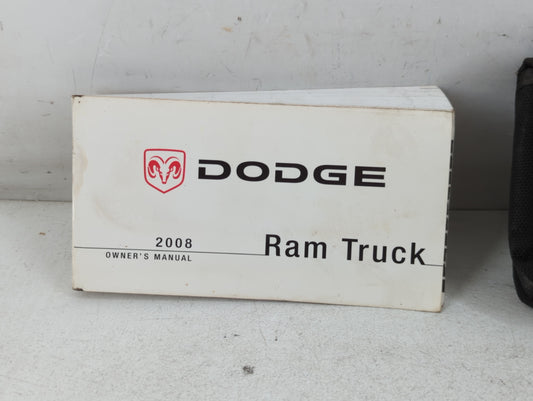 DODGE
2008
OWNER'S MANUAL
Ram Truck